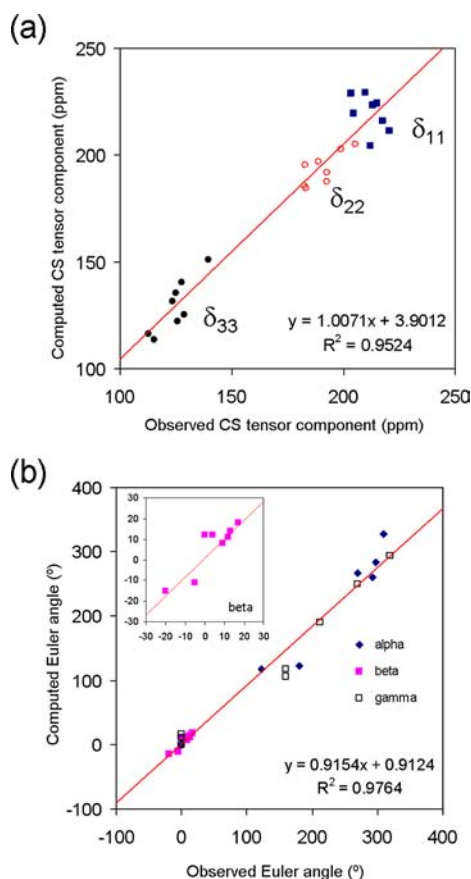 (a)
Computed CS tensor component (ppm)
250
200
150
100
δ11
δ22
δ33
y = 1.0071x + 3.9012
R² = 0.9524
100 150 200 250
Observed CS tensor component (ppm)
(b)
Computed Euler angle (º)
400
300
200
100
0
-100
30
20
10
0
-10
-20
-30
-30 -20 -10 0 10 20 30
beta
alpha
beta
gamma
y = 0.9154x + 0.9124
R² = 0.9764
-100 0 100 200 300 400
Observed Euler angle (º)